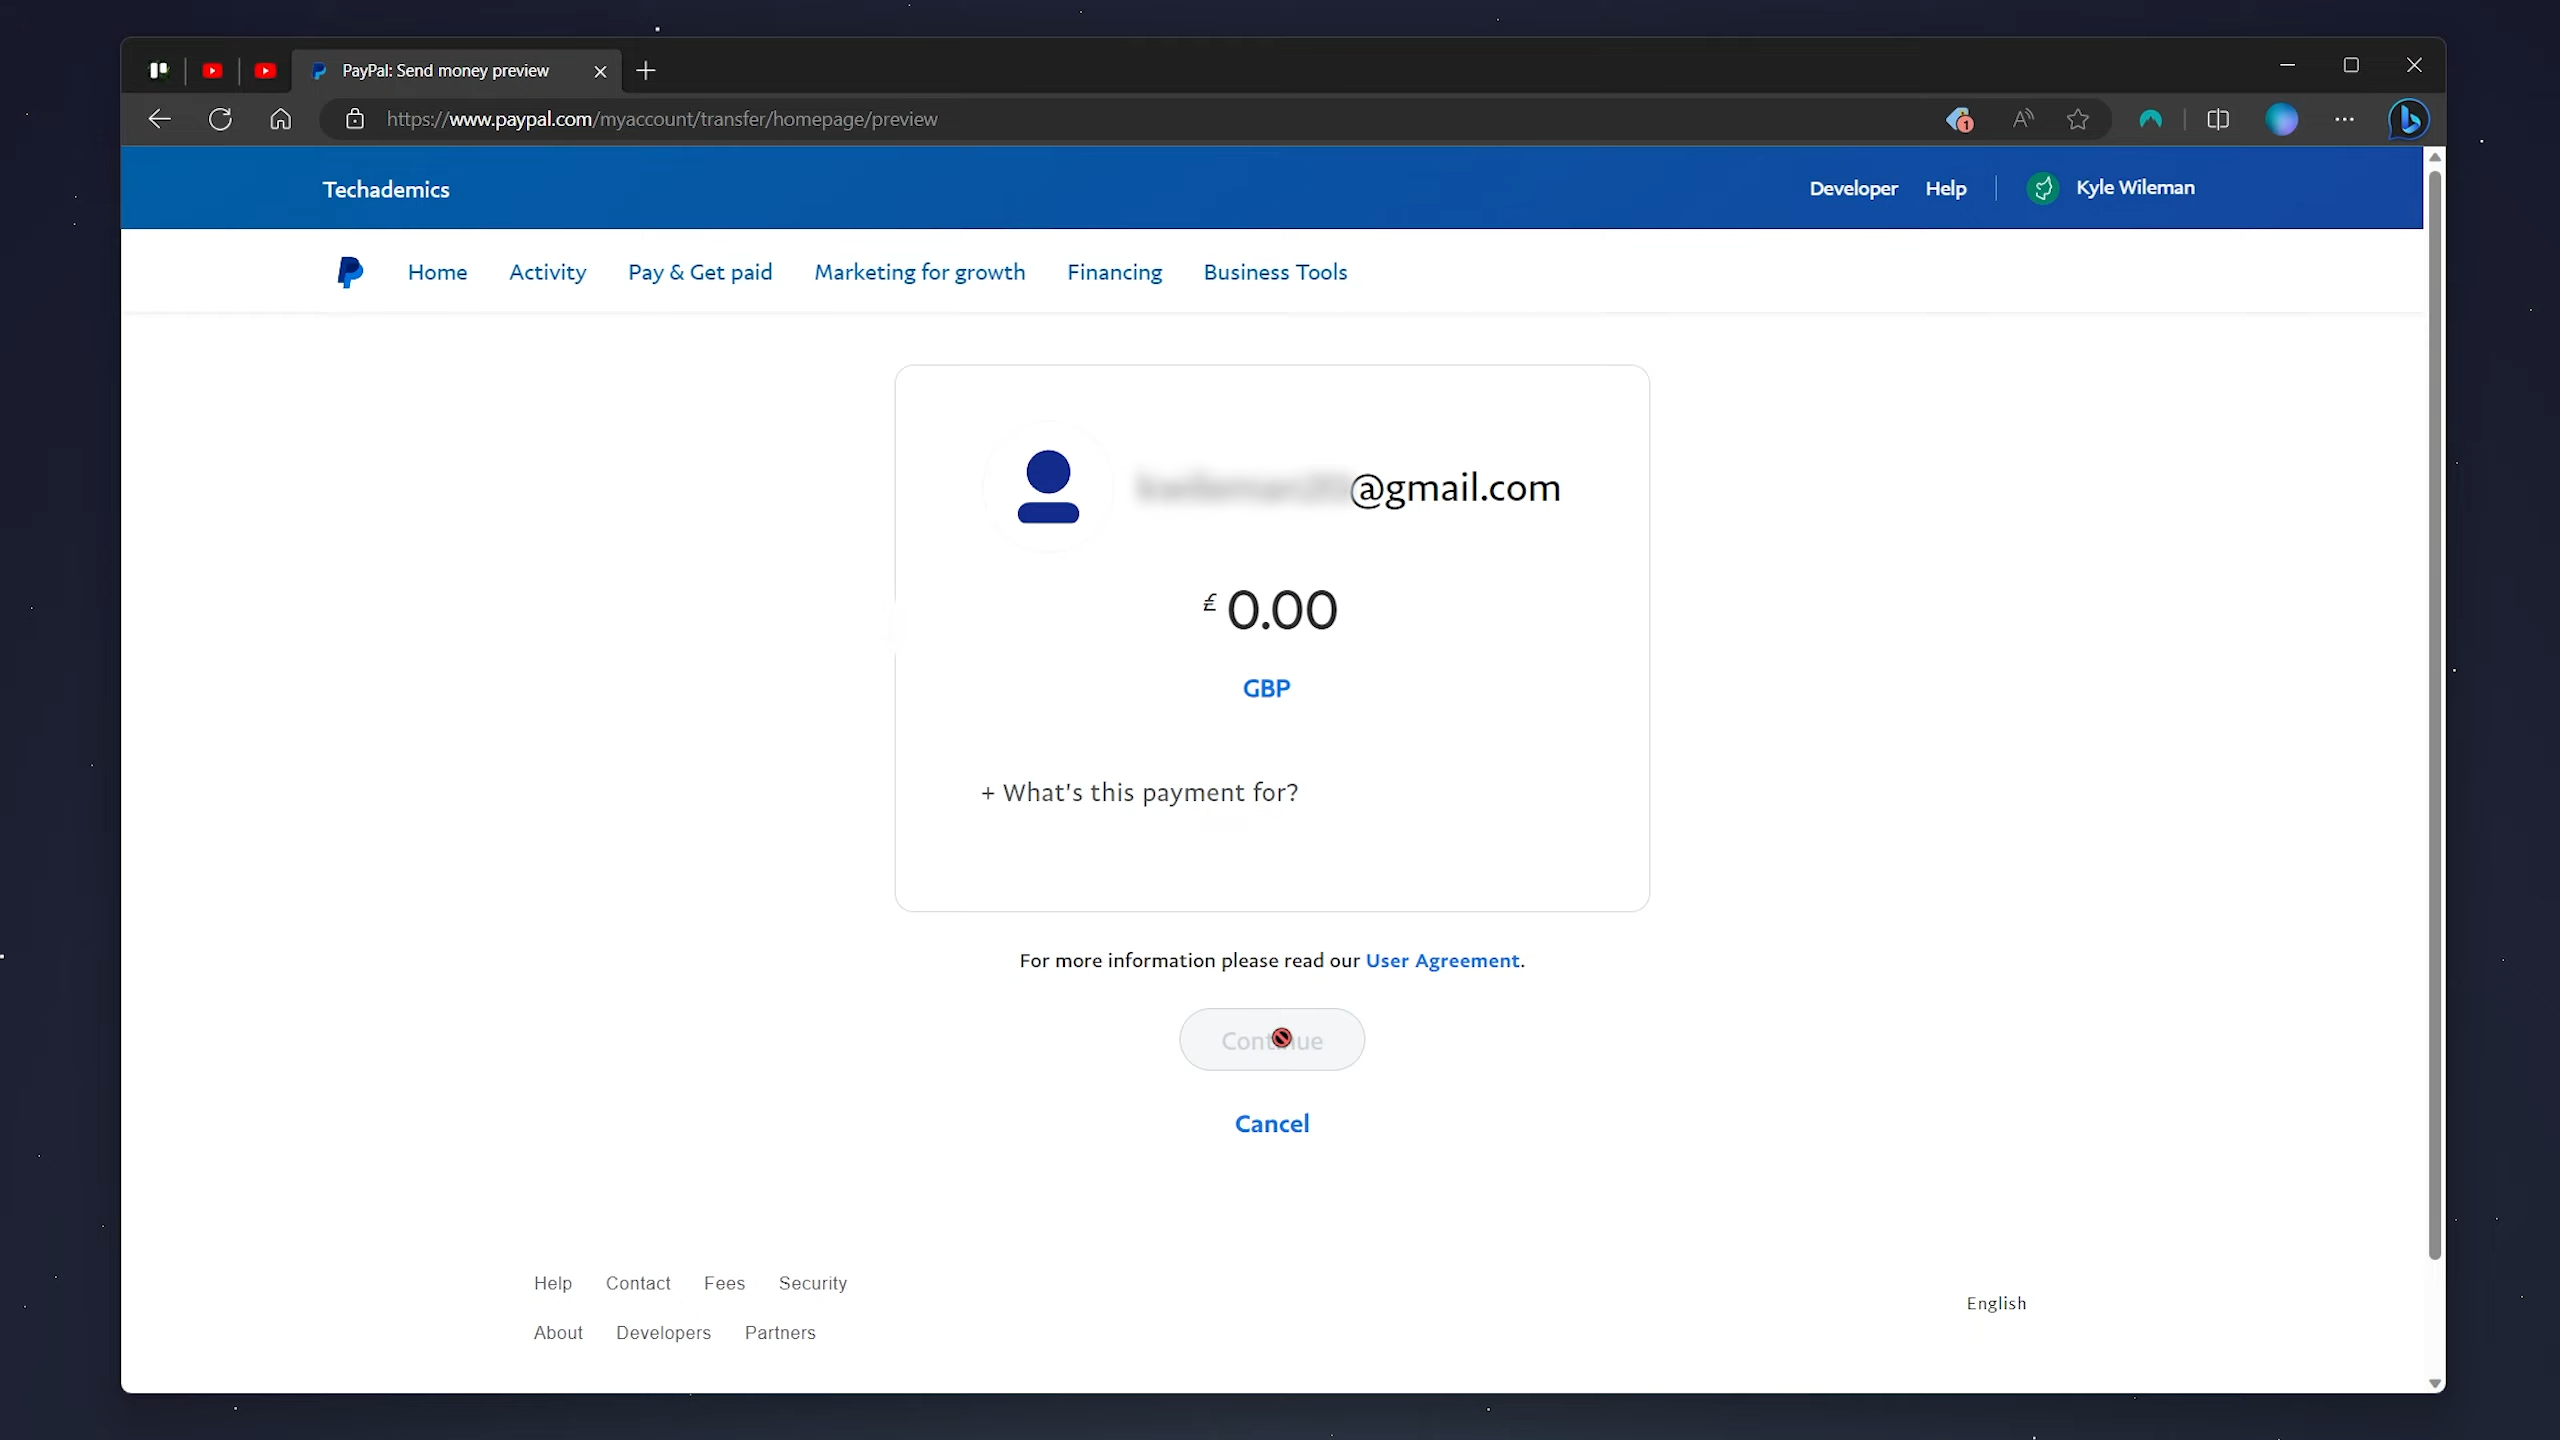 PayPal: Send money preview
https://www.paypal.com/myaccount/transfer/homepage/preview
1
Techademics
Developer Help Kyle Wileman
Home Activity Pay & Get paid Marketing for growth Financing Business Tools
@gmail.com
£ 0.00
GBP
+ What's this payment for?
For more information please read our User Agreement.
Continue
Cancel
Help Contact Fees Security
English
About Developers Partners